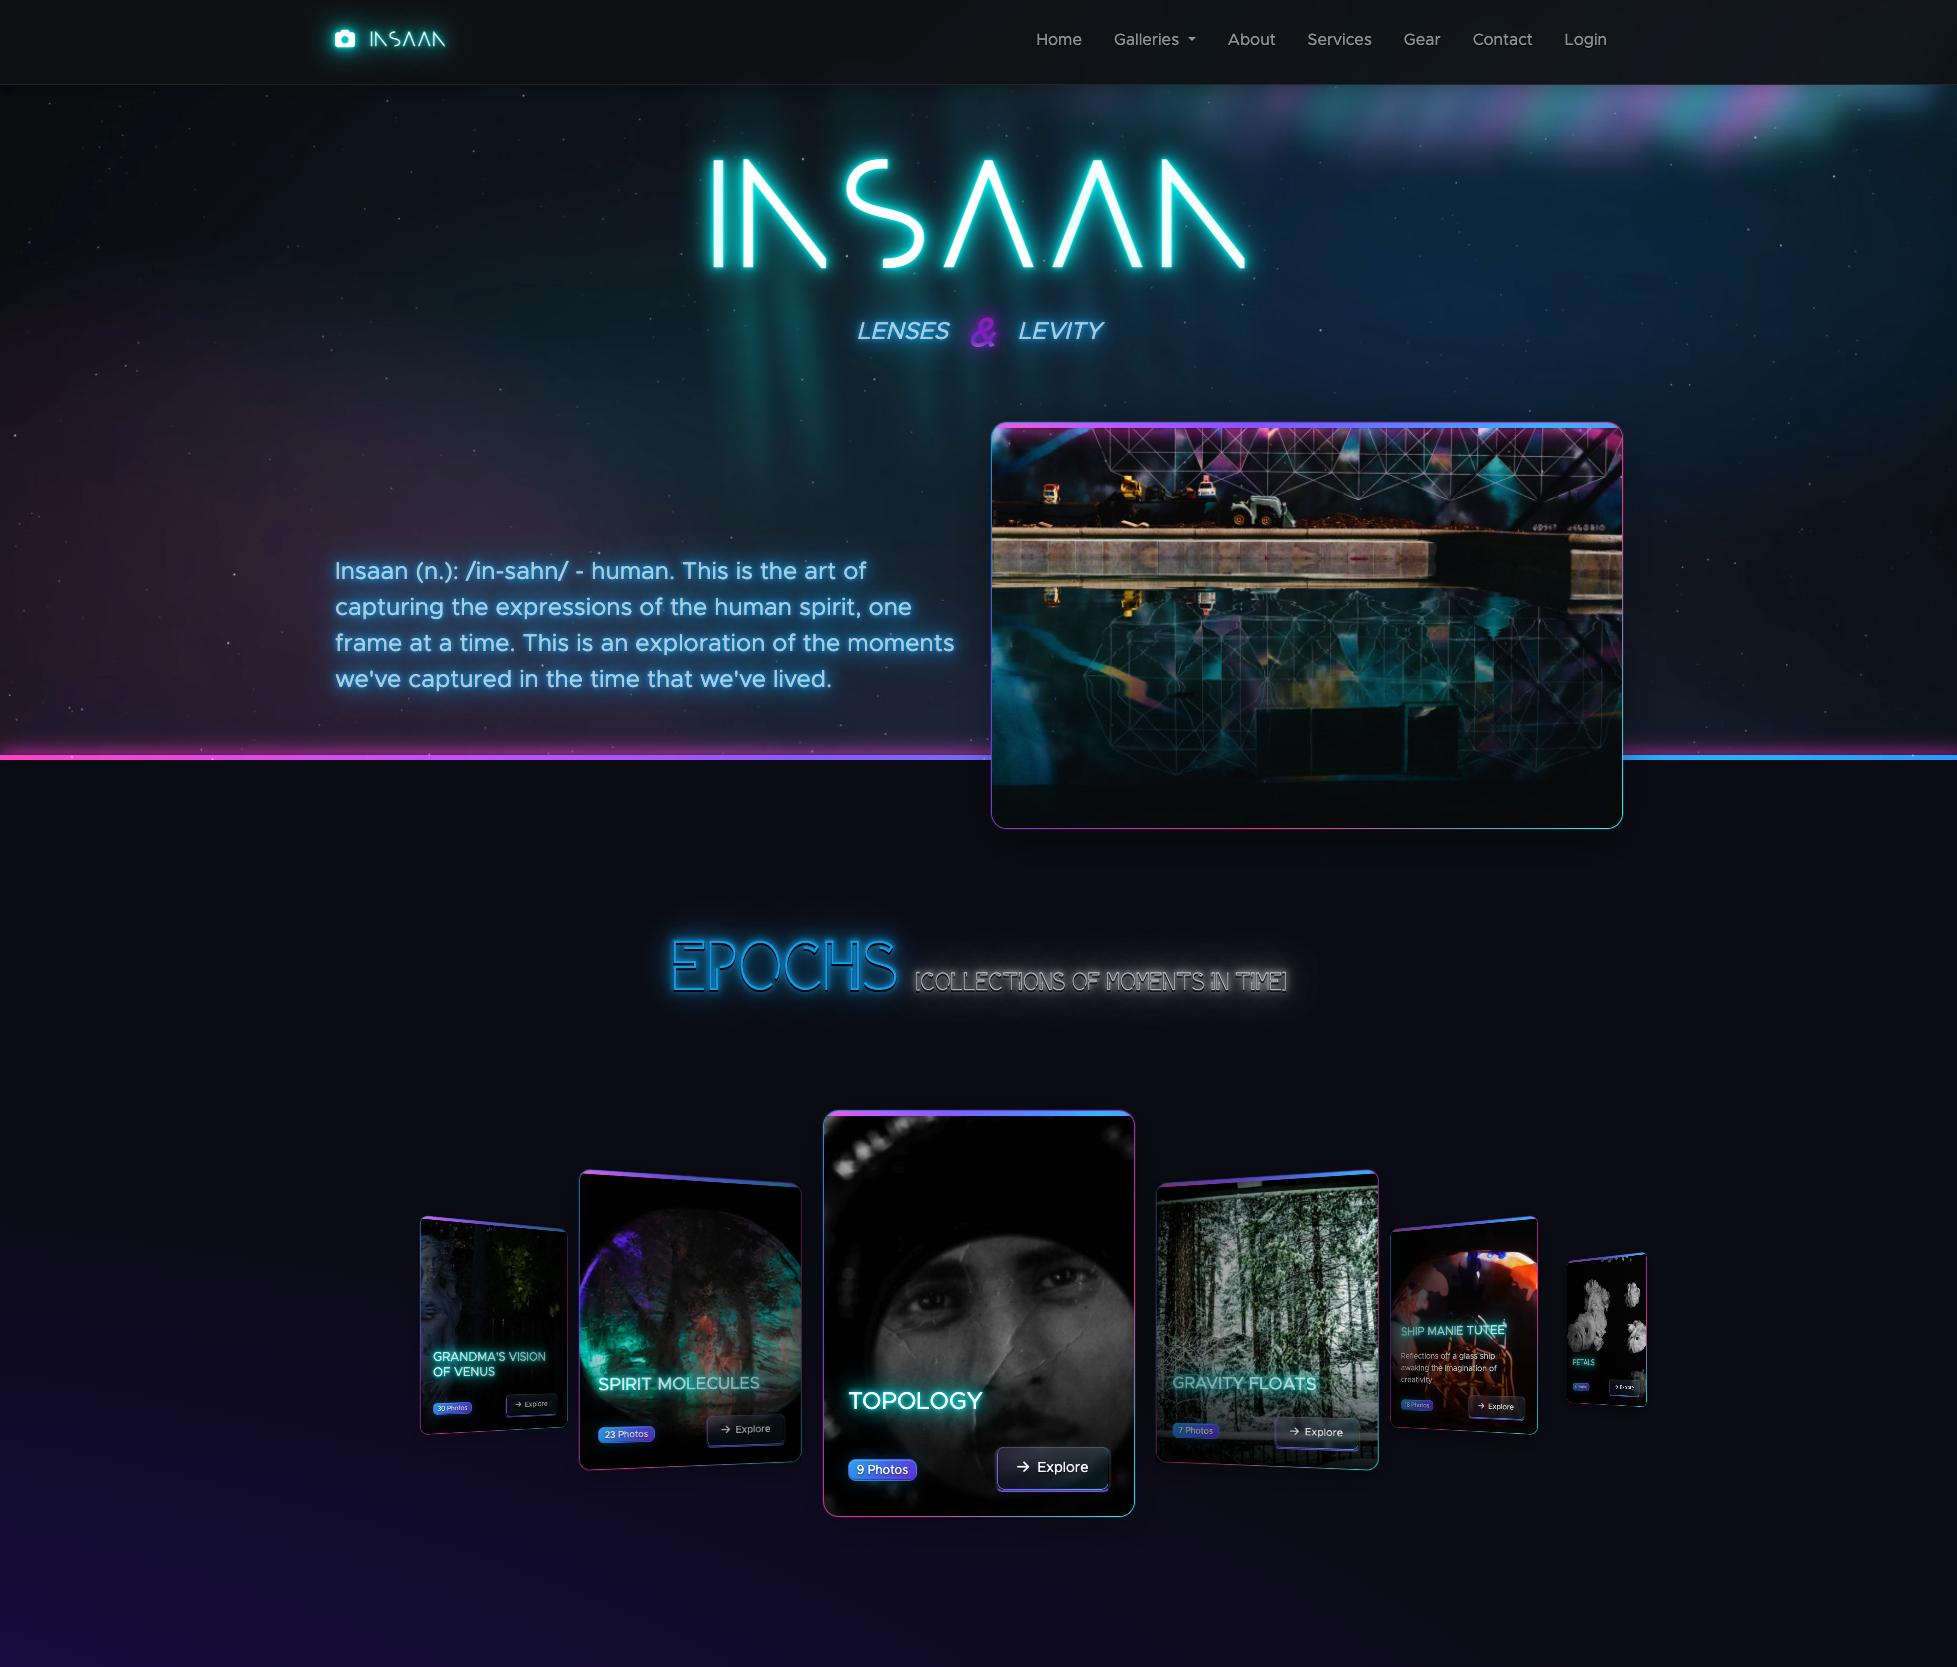 INSAAN
Home Galleries About Services Gear Contact Login
INSAAN
LENSES & LEVITY
Insaan (n.): /in-sahn/ - human. This is the art of
capturing the expressions of the human spirit, one
frame at a time. This is an exploration of the moments
we've captured in the time that we've lived.
EPOCHS [COLLECTIONS OF MOMENTS IN TIME]
GRANDMA'S VISION
OF VENUS
30 Photos
Explore
SPIRIT MOLECULES
23 Photos
Explore
TOPOLOGY
9 Photos
Explore
GRAVITY FLOATS
7 Photos
Explore
SHIP MANIE TUTEE
Reflections off a glass ship
awaking the imagination of
creativity
Photos
Explore
PETALS
Explore